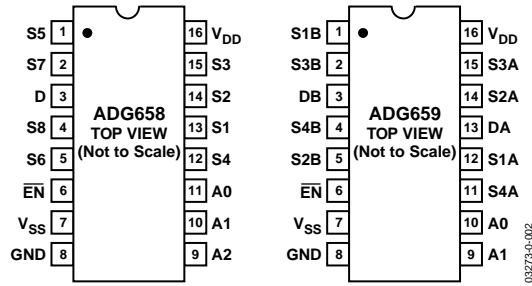 S5 1 16 VDD
S7 2 15 S3
D 3 14 S2
S8 4 13 S1
S6 5 12 S4
EN 6 11 A0
VSS 7 10 A1
GND 8 9 A2
ADG658
TOP VIEW
(Not to Scale)
S1B 1 16 VDD
S3B 2 15 S3A
DB 3 14 S2A
S4B 4 13 DA
S2B 5 12 S1A
EN 6 11 S4A
VSS 7 10 A0
GND 8 9 A1
ADG659
TOP VIEW
(Not to Scale)
03273-0-002